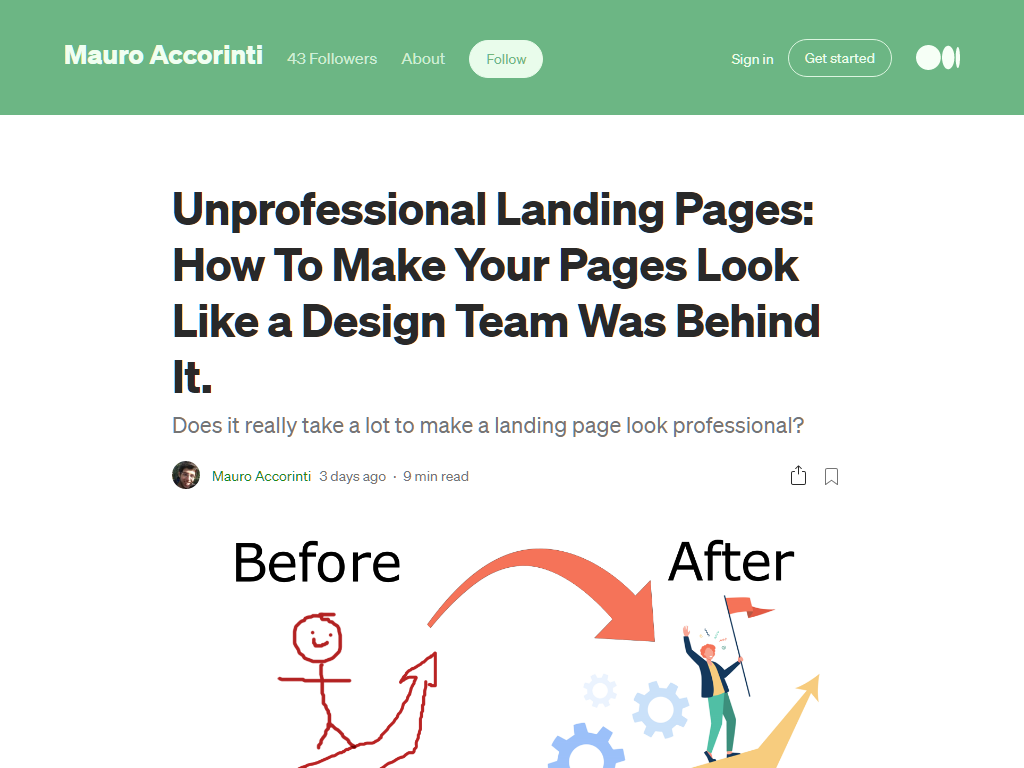 Mauro Accorinti 43 Followers About Follow Sign in Get started
Unprofessional Landing Pages:
How To Make Your Pages Look
Like a Design Team Was Behind
It.
Does it really take a lot to make a landing page look professional?
Mauro Accorinti 3 days ago · 9 min read
Before After